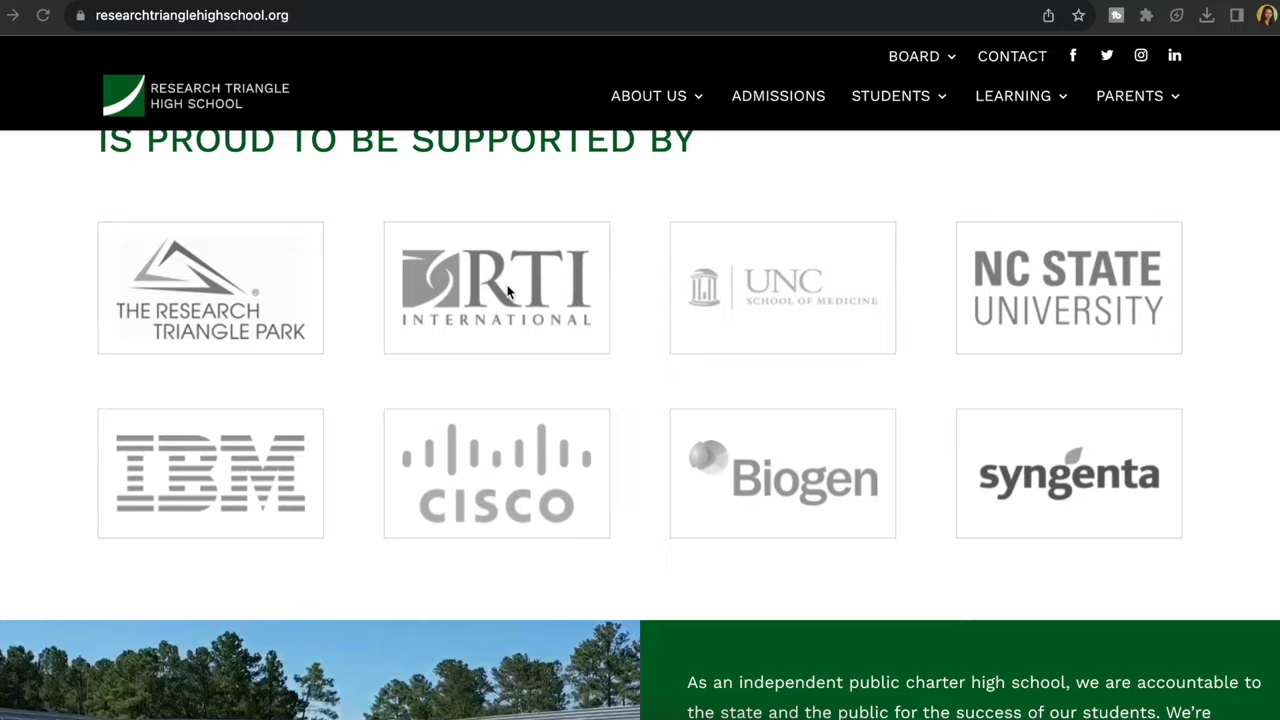 researchtrianglehighschool.org
BOARD CONTACT
RESEARCH TRIANGLE
HIGH SCHOOL
ABOUT US ADMISSIONS STUDENTS LEARNING PARENTS
IS PROUD TO BE SUPPORTED BY
THE RESEARCH
TRIANGLE PARK
®
RTI
INTERNATIONAL
UNC
SCHOOL OF MEDICINE
NC STATE
UNIVERSITY
IBM
CISCO
Biogen
syngenta
As an independent public charter high school, we are accountable to
the state and the public for the success of our students. We're